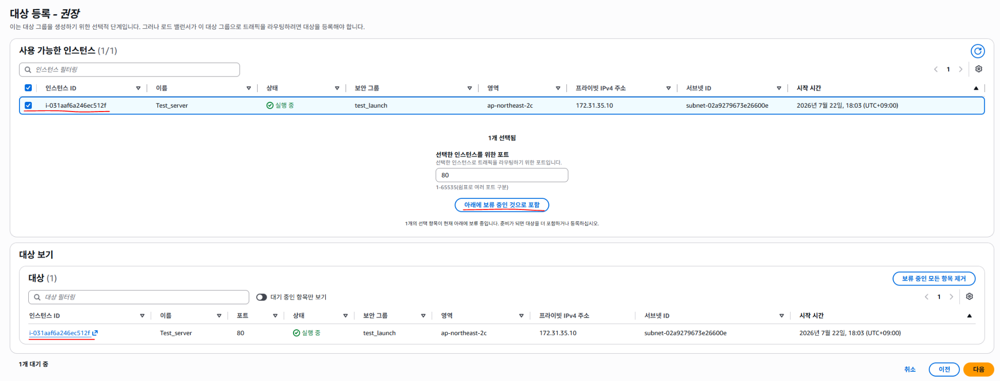 대상 등록 - 권장
이는 대상 그룹을 생성하기 위한 선택적 단계입니다. 그러나 로드 밸런서가 이 대상 그룹으로 트래픽을 라우팅하려면 대상을 등록해야 합니다.
사용 가능한 인스턴스 (1/1)
인스턴스 필터링
1
인스턴스 ID 이름 상태 보안 그룹 영역 프라이빗 IPv4 주소 서브넷 ID 시작 시간
i-031aaf6a246ec512f Test_server 실행 중 test_launch ap-northeast-2c 172.31.35.10 subnet-02a9279673e26600e 2026년 7월 22일, 18:03 (UTC+09:00)
1개 선택됨
선택한 인스턴스를 위한 포트
선택한 인스턴스로 트래픽을 라우팅하기 위한 포트입니다.
80
1-65535(쉼표로 여러 포트 구분)
아래에 보류 중인 것으로 포함
1개의 선택 항목이 현재 아래에 보류 중입니다. 준비가 되면 대상을 더 포함하거나 등록하십시오.
대상 보기
대상 (1)
보류 중인 모든 항목 제거
대상 필터링
대기 중인 항목만 보기
1
인스턴스 ID 이름 포트 상태 보안 그룹 영역 프라이빗 IPv4 주소 서브넷 ID 시작 시간
i-031aaf6a246ec512f Test_server 80 실행 중 test_launch ap-northeast-2c 172.31.35.10 subnet-02a9279673e26600e 2026년 7월 22일, 18:03 (UTC+09:00)
1개 대기 중
취소 이전 다음